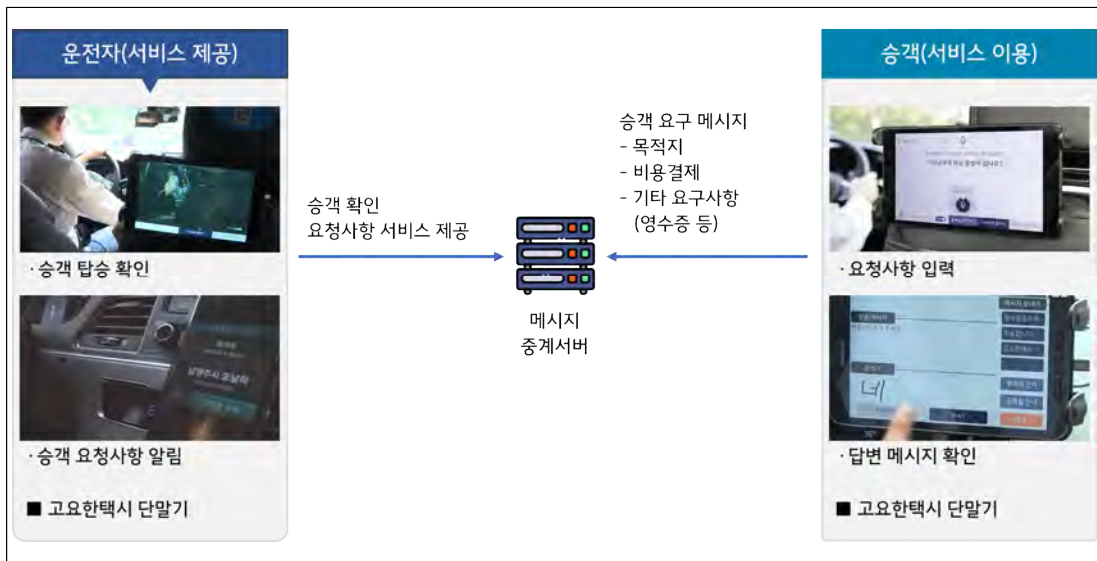 운전자(서비스 제공)
· 승객 탑승 확인
· 승객 요청사항 알림
■ 고요한택시 단말기
승객 확인
요청사항 서비스 제공
메시지
중계서버
승객 요구 메시지
- 목적지
- 비용결제
- 기타 요구사항
(영수증 등)
승객(서비스 이용)
· 요청사항 입력
네
· 답변 메시지 확인
■ 고요한택시 단말기